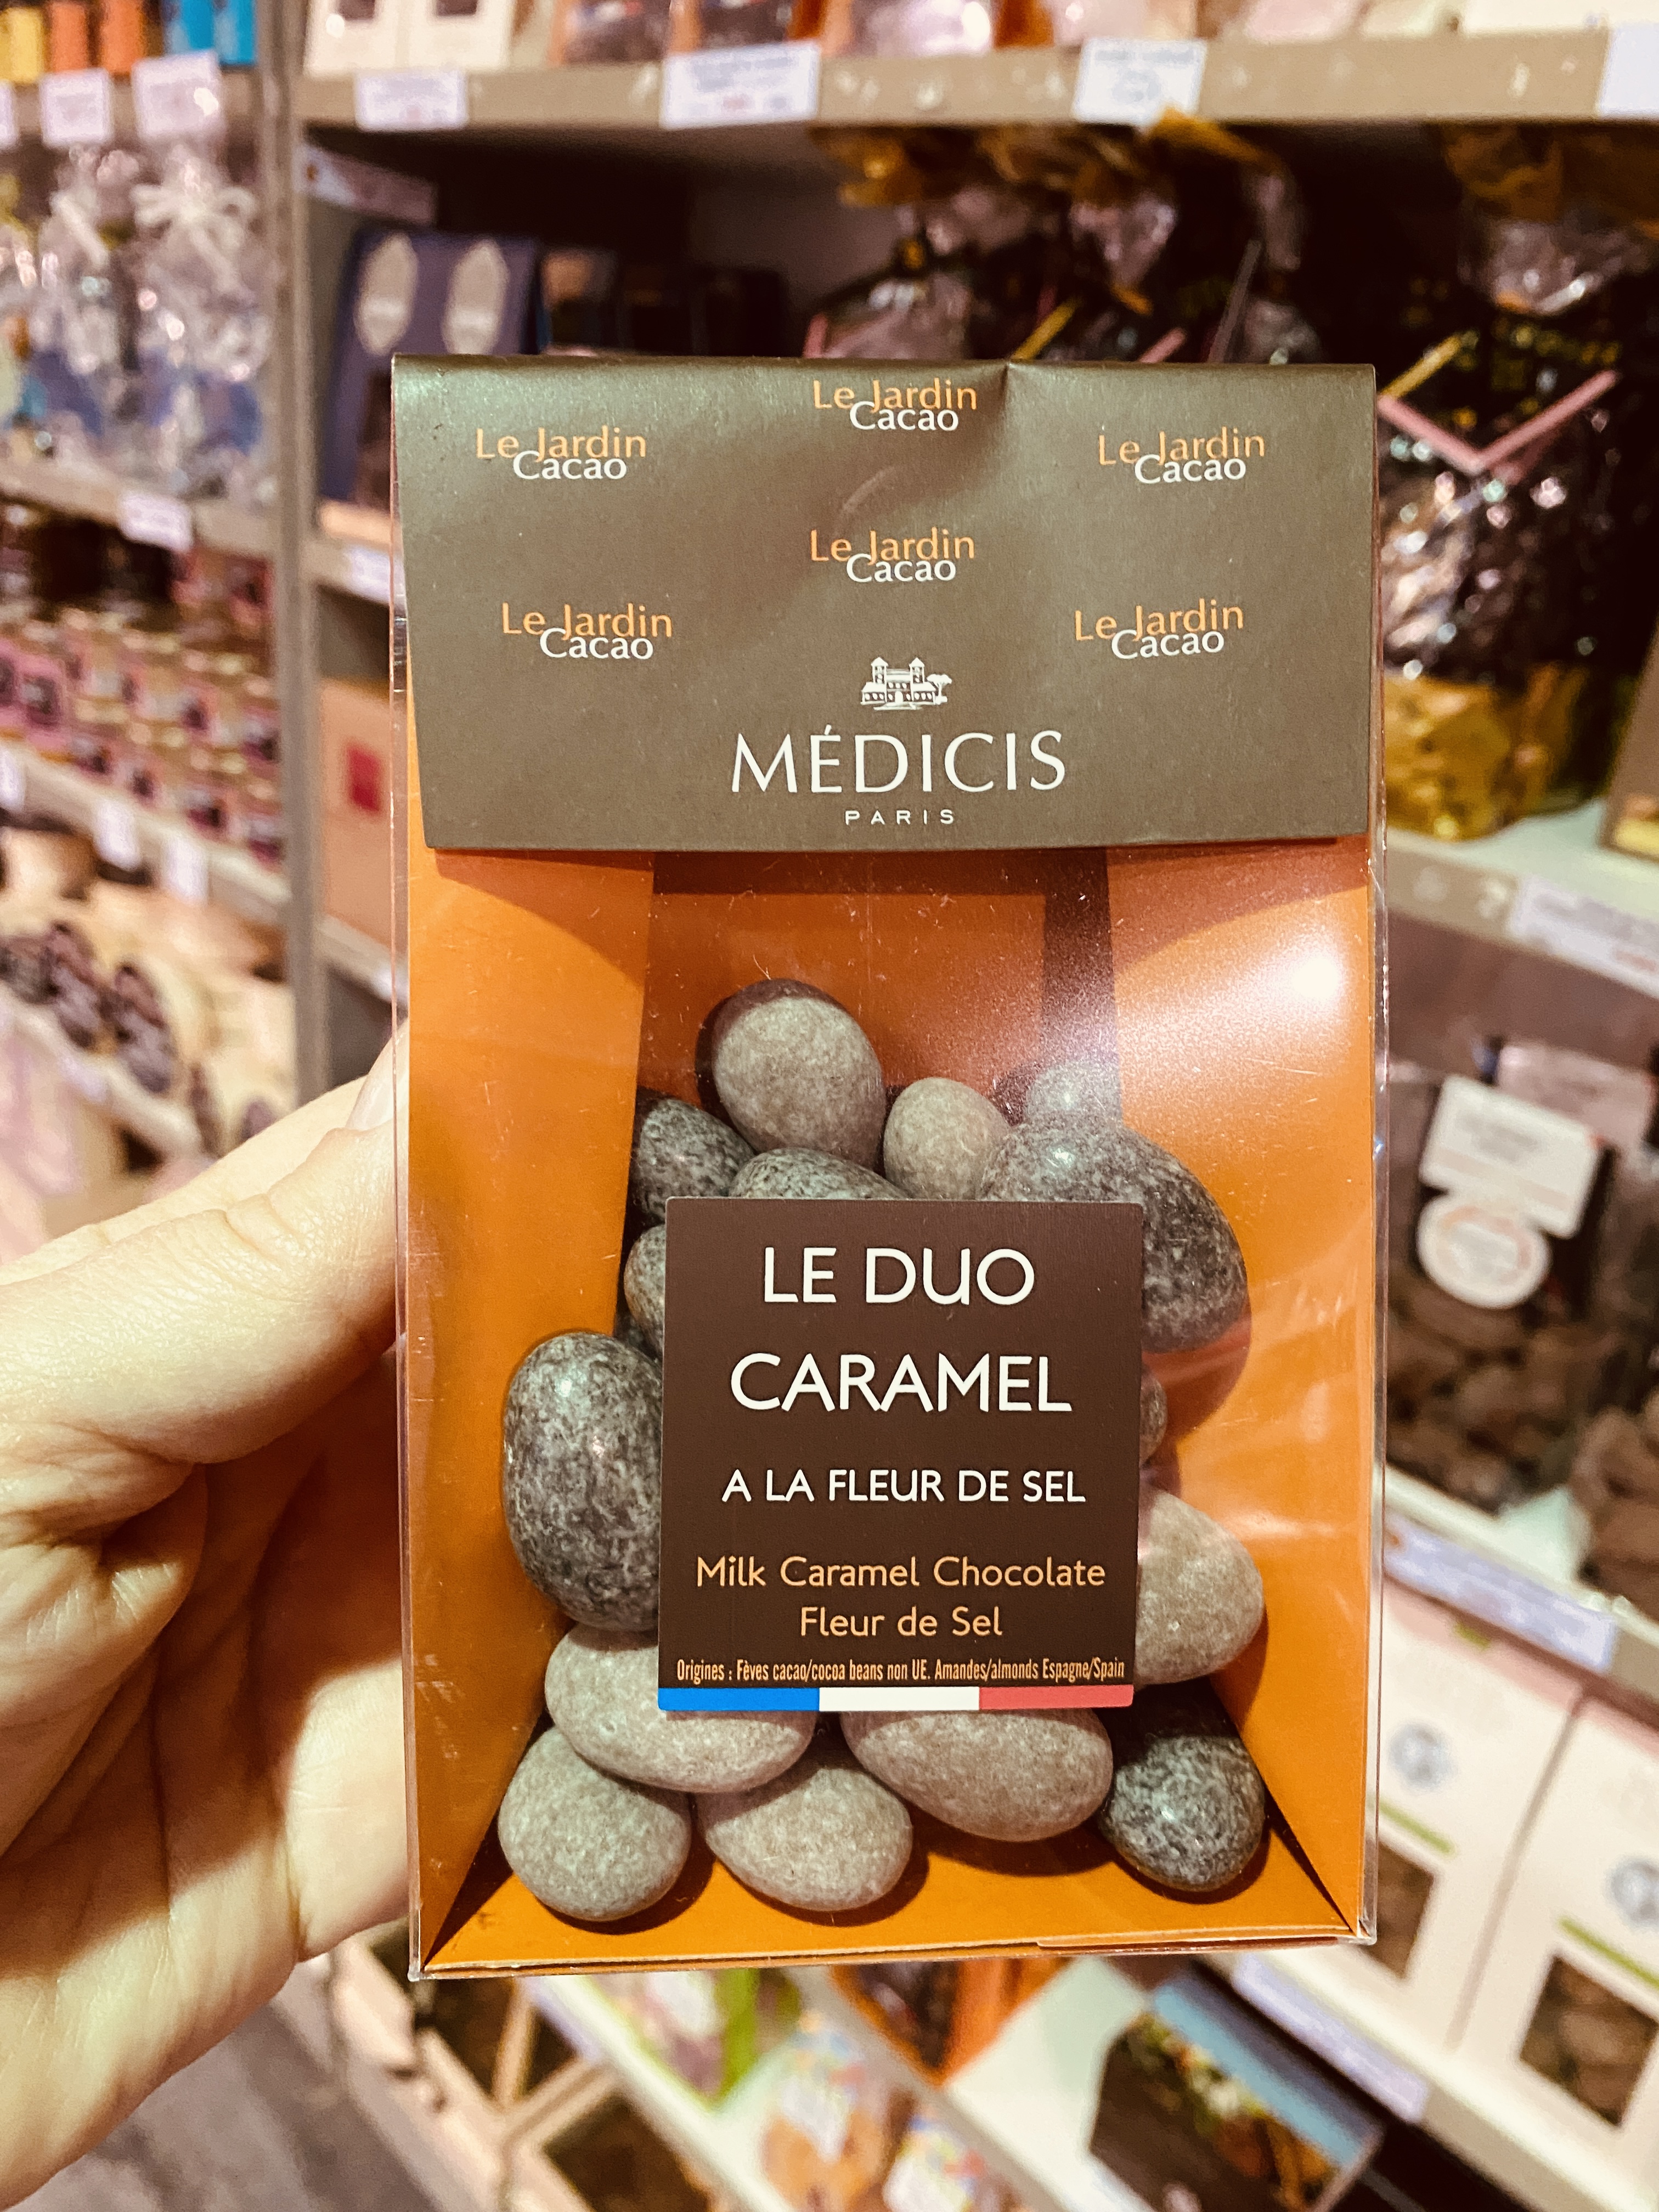 Le Jardin
Cacao
Le Jardin
Cacao
Le Jardin
Cacao
Le Jardin
Cacao
Le Jardin
Cacao
Le Jardin
Cacao
MÉDICIS
PARIS
LE DUO
CARAMEL
A LA FLEUR DE SEL
Milk Caramel Chocolate
Fleur de Sel
Origines : Fèves cacao/cocoa beans non UE. Amandes/almonds Espagne/Spain